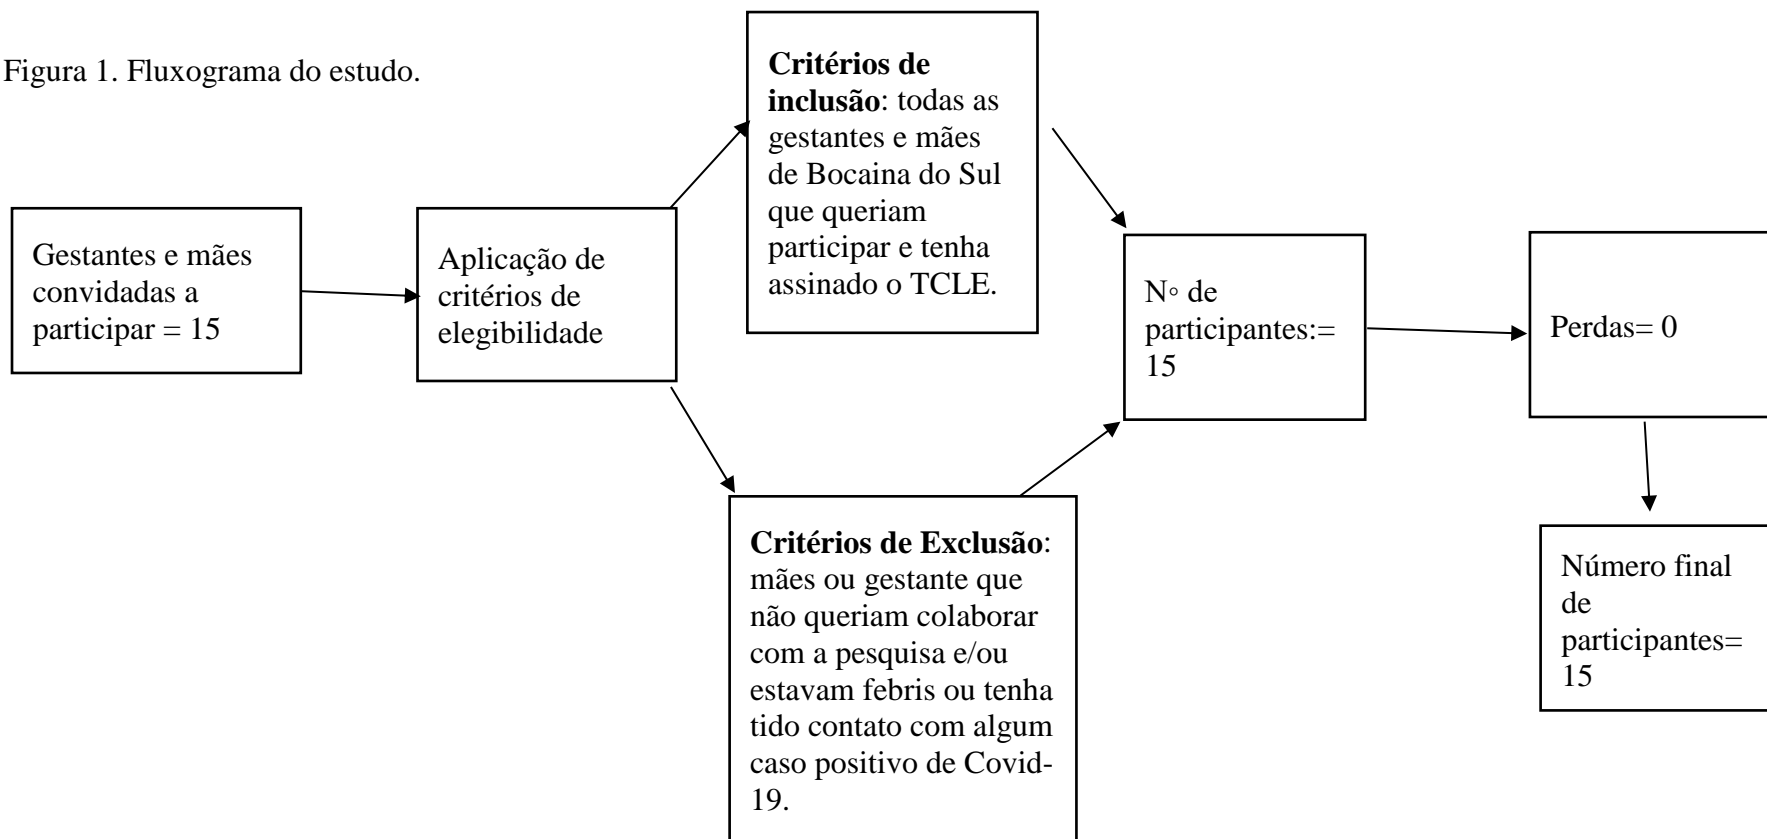 Figura 1. Fluxograma do estudo.
Gestantes e mães
convidadas a
participar = 15
Aplicação de
critérios de
elegibilidade
Critérios de
inclusão: todas as
gestantes e mães
de Bocaina do Sul
que queriam
participar e tenha
assinado o TCLE.
Critérios de Exclusão:
mães ou gestante que
não queriam colaborar
com a pesquisa e/ou
estavam febris ou tenha
tido contato com algum
caso positivo de Covid-
19.
N◦ de
participantes:=
15
Perdas= 0
Número final
de
participantes=
15